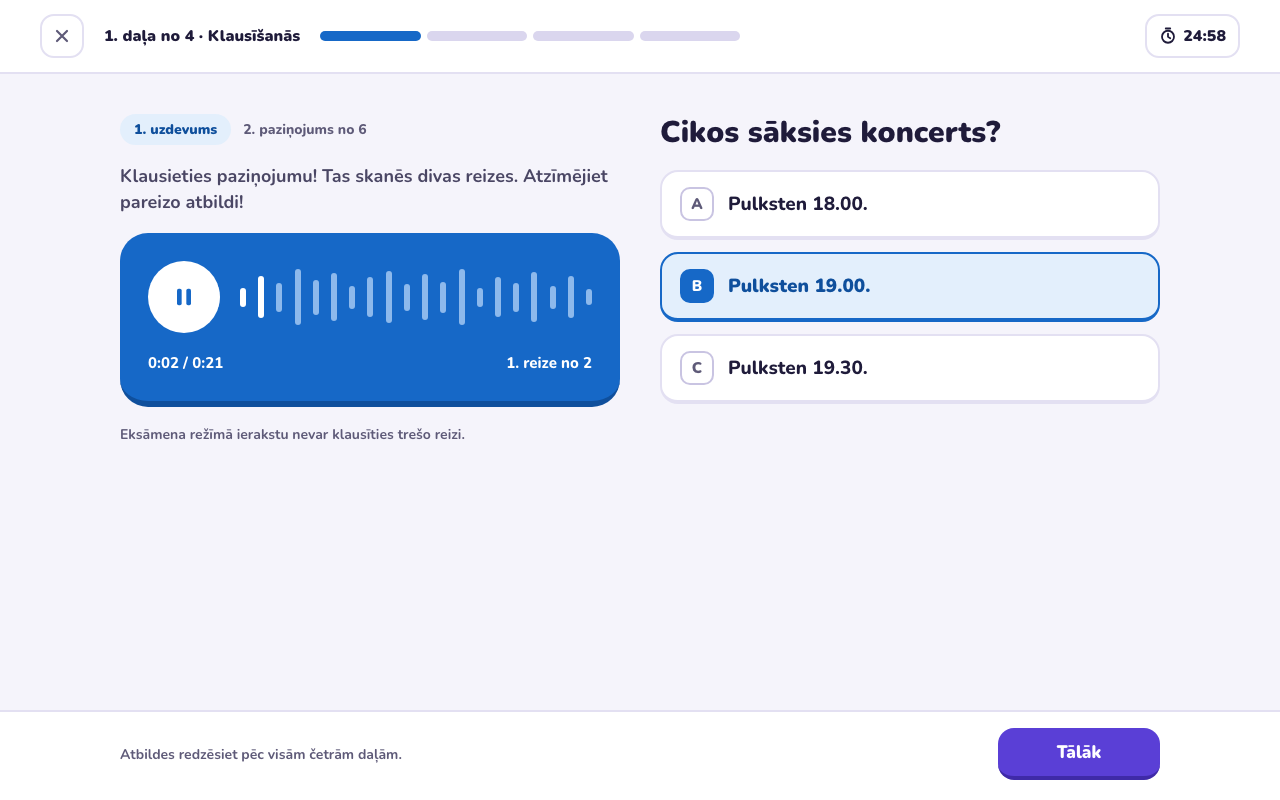 1. daļa no 4 · Klausīšanās
24:58
1. uzdevums
2. paziņojums no 6
Klausieties paziņojumu! Tas skanēs divas reizes. Atzīmējiet
pareizo atbildi!
0:02 / 0:21
1. reize no 2
Eksāmena režīmā ierakstu nevar klausīties trešo reizi.
Cikos sāksies koncerts?
A
Pulksten 18.00.
B
Pulksten 19.00.
C
Pulksten 19.30.
Atbildes redzēsiet pēc visām četrām daļām.
Tālāk